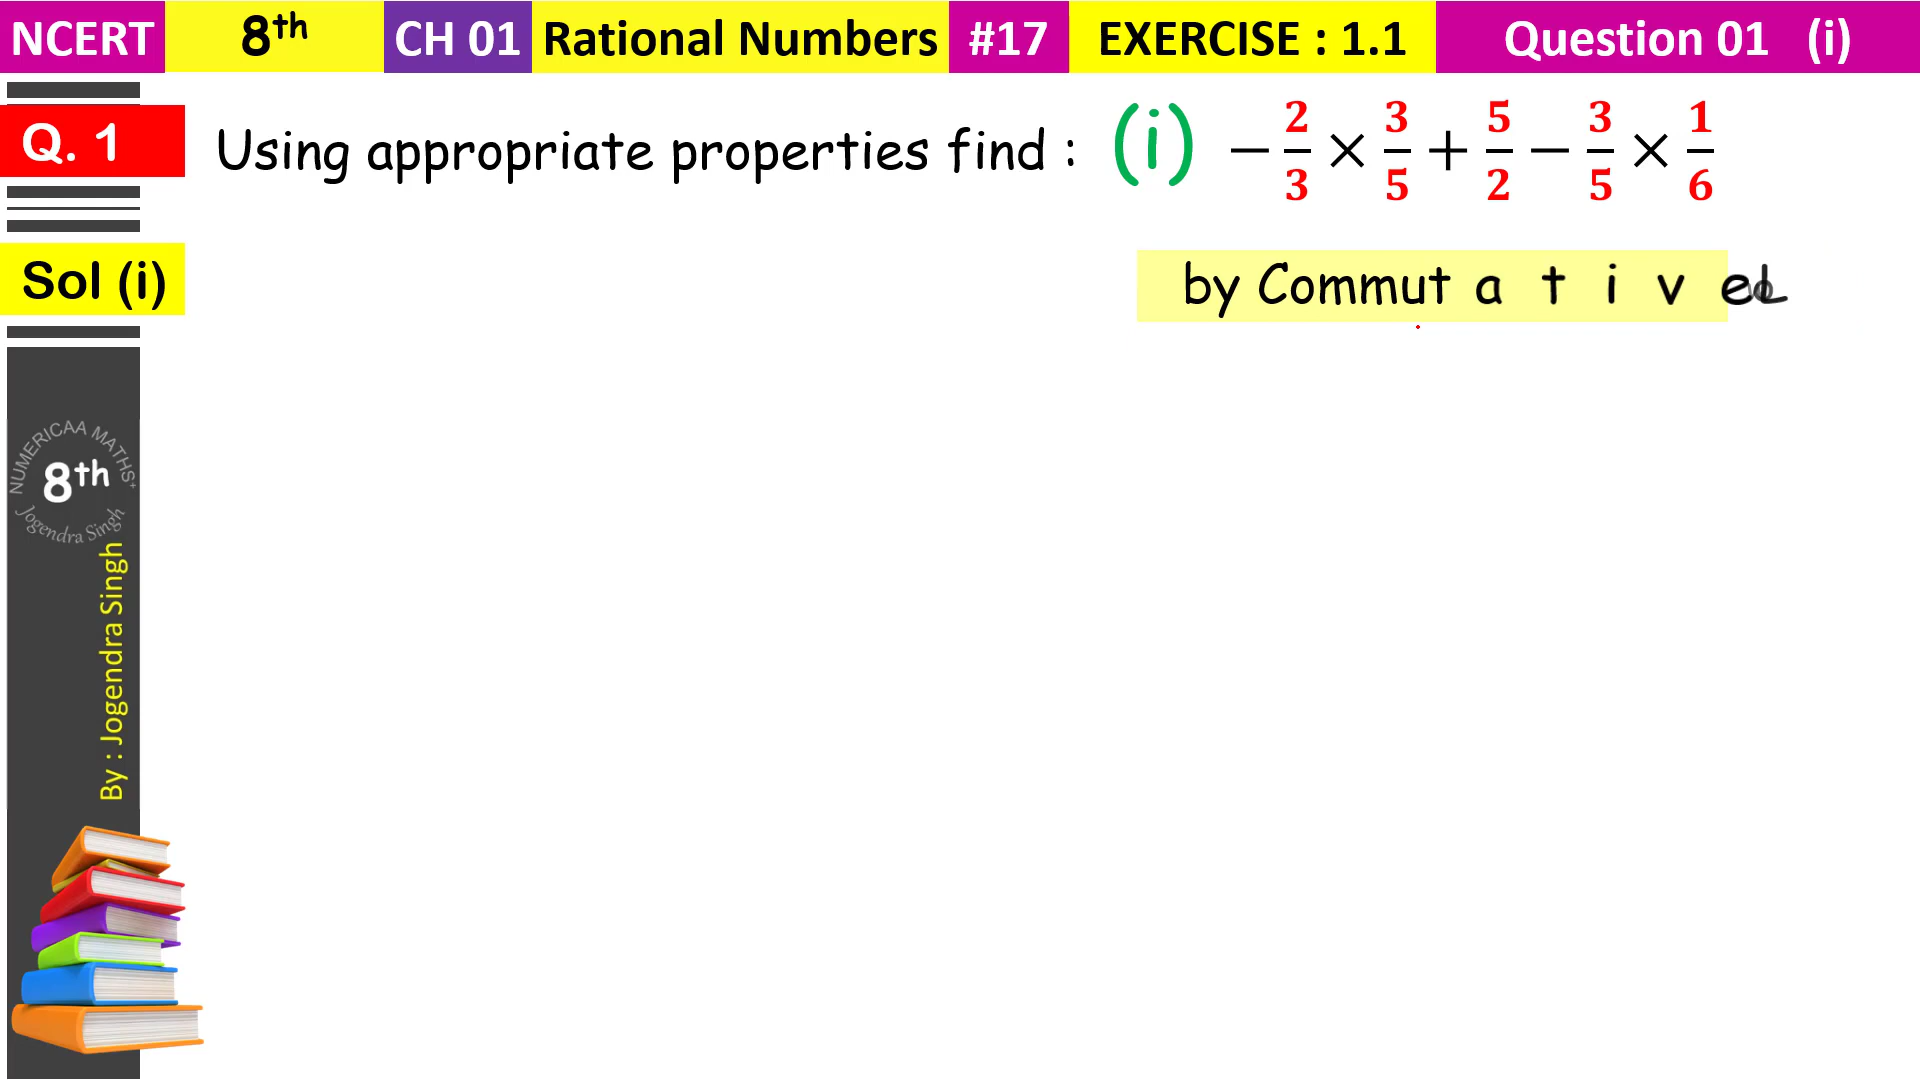 NCERT 8th CH 01 Rational Numbers #17 EXERCISE : 1.1 Question 01 (i)
Q. 1 Using appropriate properties find : (i) − 2/3 × 3/5 + 5/2 − 3/5 × 1/6
Sol (i) by Commutative
NUMERICAA MATHS+
8th
Jogendra Singh
By : Jogendra Singh